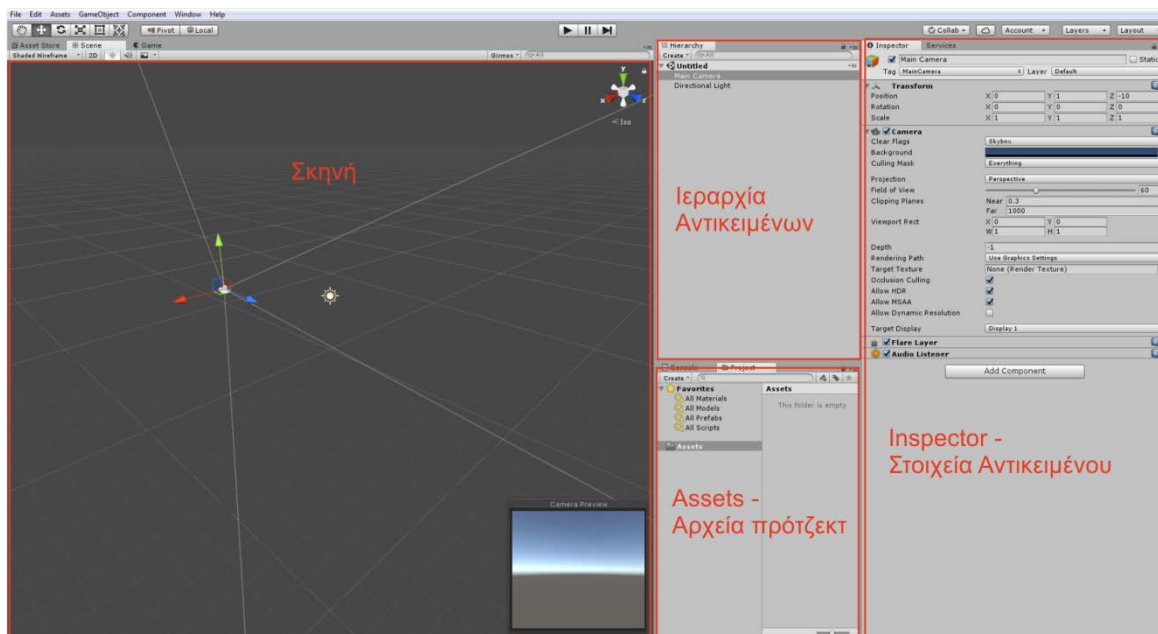 File Edit Assets GameObject Component Window Help
Pivot Local
Collab Account Layers Layout
Asset Store Scene Game
Shaded Wireframe 2D Gizmos All
y
x z
Iso
Σκηνή
Camera Preview
Hierarchy
Create All
Untitled
Main Camera
Directional Light
Ιεραρχία
Αντικειμένων
Console Project
Create
Favorites
All Materials
All Models
All Prefabs
All Scripts
Assets
Assets
This folder is empty
Assets -
Αρχεία πρότζεκτ
Inspector Services
Main Camera Static
Tag MainCamera Layer Default
Transform
Position X 0 Y 1 Z -10
Rotation X 0 Y 0 Z 0
Scale X 1 Y 1 Z 1
Camera
Clear Flags Skybox
Background
Culling Mask Everything
Projection Perspective
Field of View 60
Clipping Planes Near 0.3
Far 1000
Viewport Rect X 0 Y 0
W 1 H 1
Depth -1
Rendering Path Use Graphics Settings
Target Texture None (Render Texture)
Occlusion Culling
Allow HDR
Allow MSAA
Allow Dynamic Resolution
Target Display Display 1
Flare Layer
Audio Listener
Add Component
Inspector -
Στοιχεία Αντικειμένου